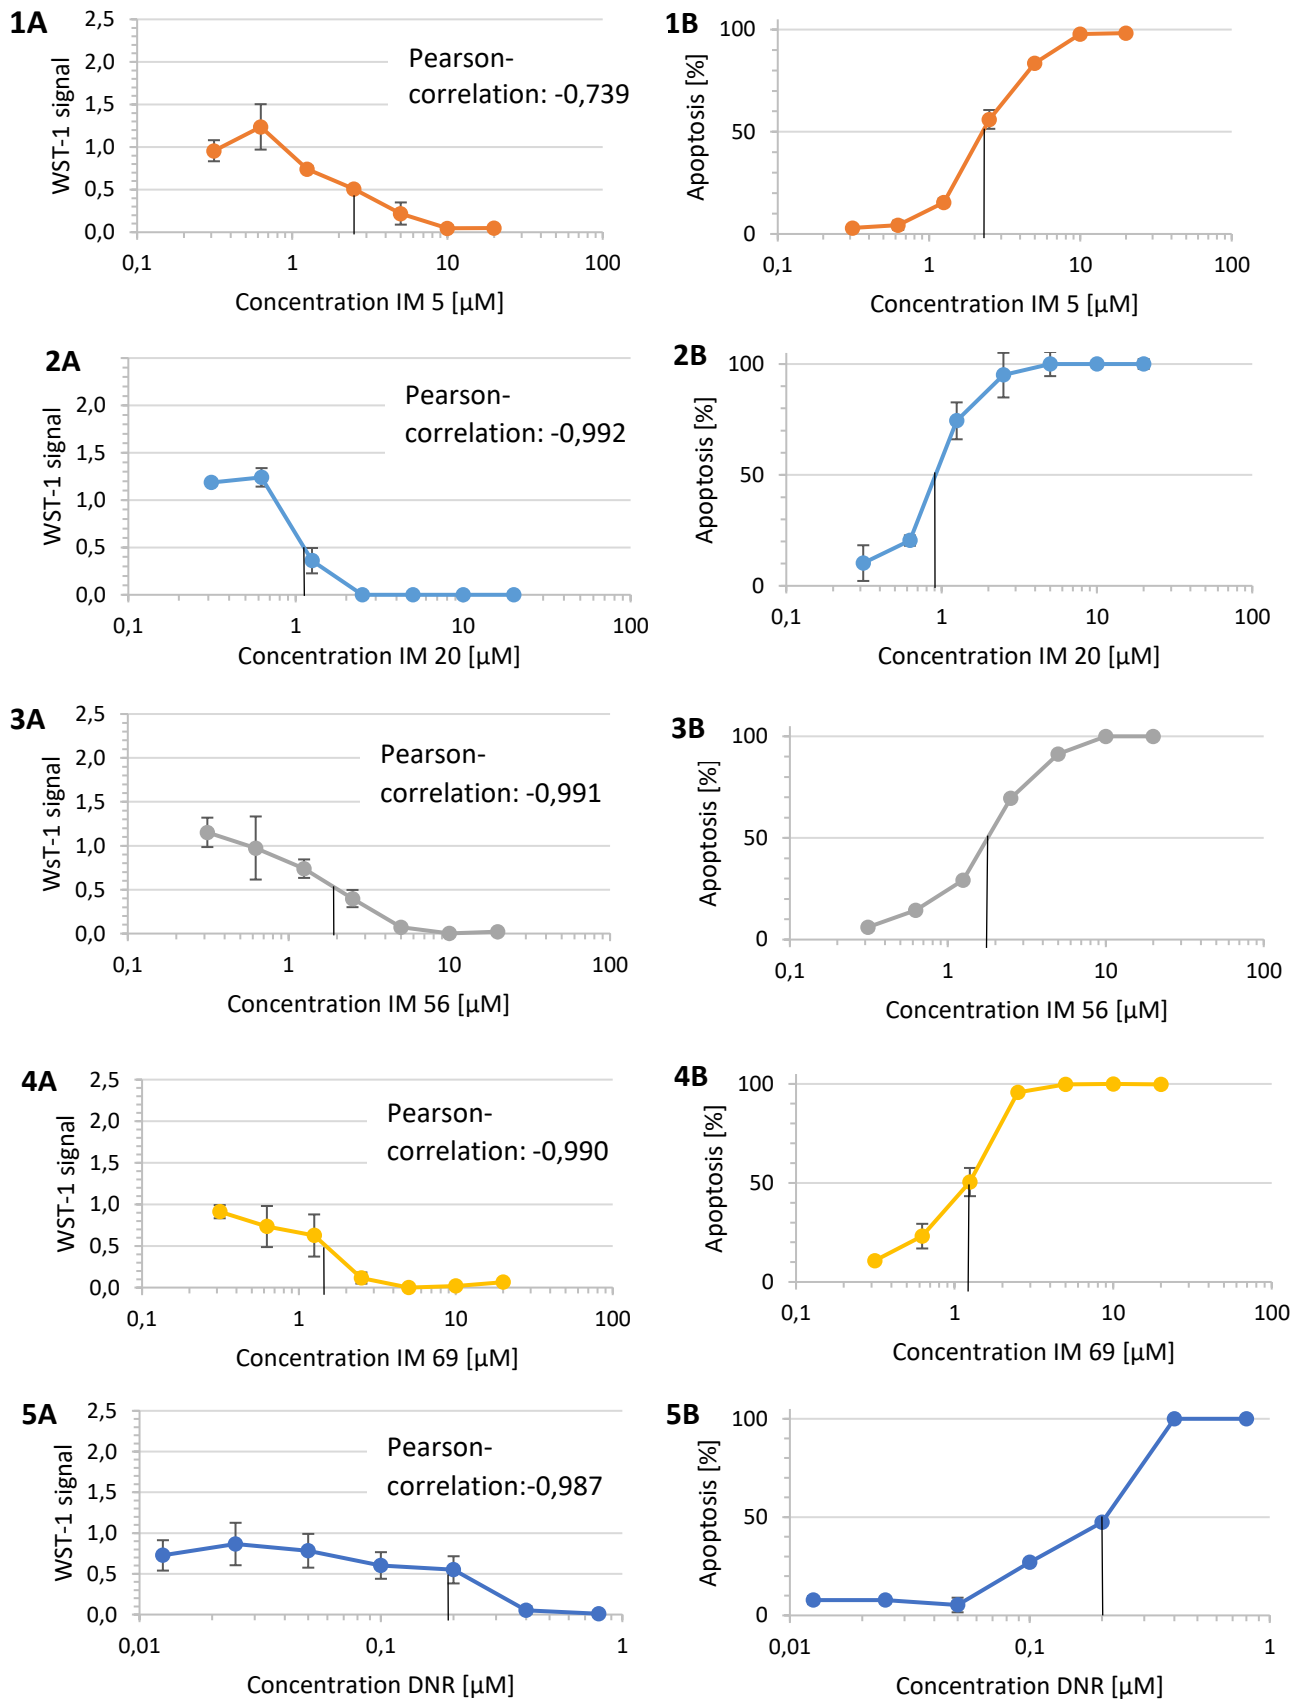 1A
2,5
2,0
1,5
1,0
0,5
0,0
WST-1 signal
Pearson-
correlation: -0,739
0,1
1
10
100
Concentration IM 5 [µM]
1B
100
50
0
Apoptosis [%]
0,1
1
10
100
Concentration IM 5 [µM]
2A
2,0
1,5
1,0
0,5
0,0
WST-1 signal
Pearson-
correlation: -0,992
0,1
1
10
100
Concentration IM 20 [µM]
2B
100
50
0
Apoptosis [%]
0,1
1
10
100
Concentration IM 20 [µM]
3A
2,5
2,0
1,5
1,0
0,5
0,0
WsT-1 signal
Pearson-
correlation: -0,991
0,1
1
10
100
Concentration IM 56 [µM]
3B
100
50
0
Apoptosis [%]
0,1
1
10
100
Concentration IM 56 [µM]
4A
2,5
2,0
1,5
1,0
0,5
0,0
WST-1 signal
Pearson-
correlation: -0,990
0,1
1
10
100
Concentration IM 69 [µM]
4B
100
50
0
Apoptosis [%]
0,1
1
10
100
Concentration IM 69 [µM]
5A
2,5
2,0
1,5
1,0
0,5
0,0
WST-1 signal
Pearson-
correlation:-0,987
0,01
0,1
1
Concentration DNR [µM]
5B
100
50
0
Apoptosis [%]
0,01
0,1
1
Concentration DNR [µM]